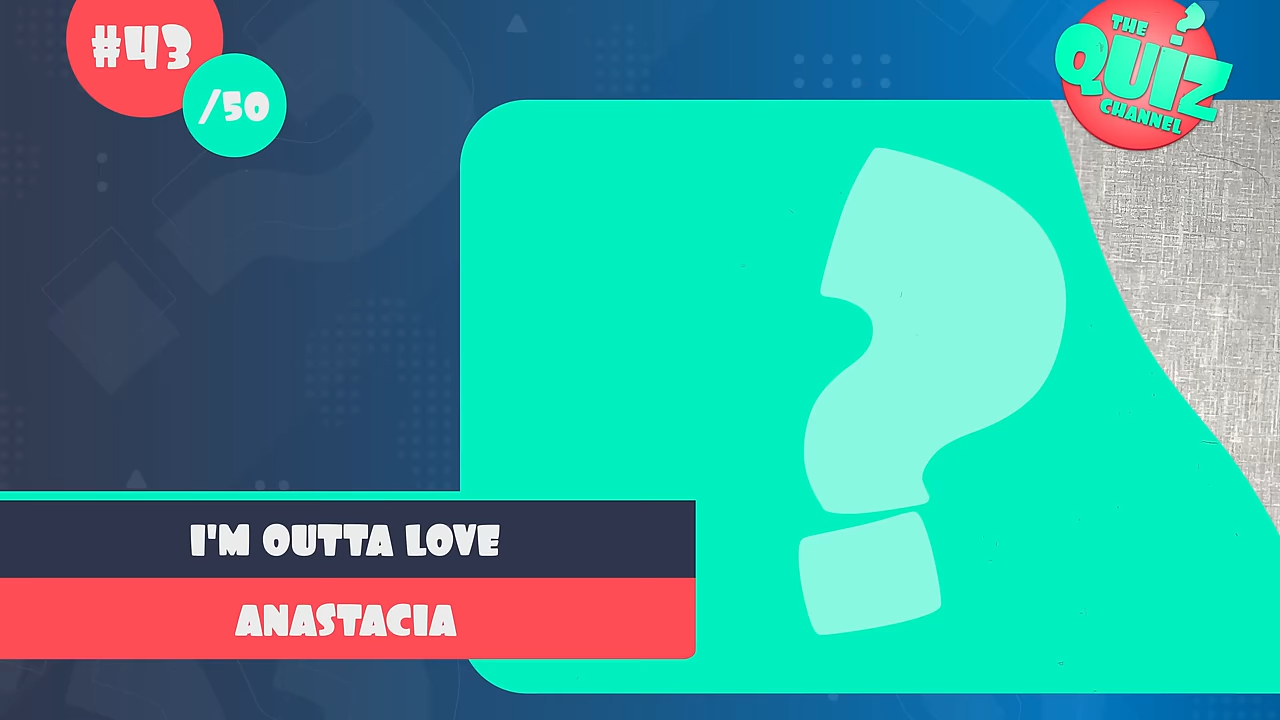 #43
/50
THE
QUIZ
CHANNEL
I'M OUTTA LOVE
ANASTACIA